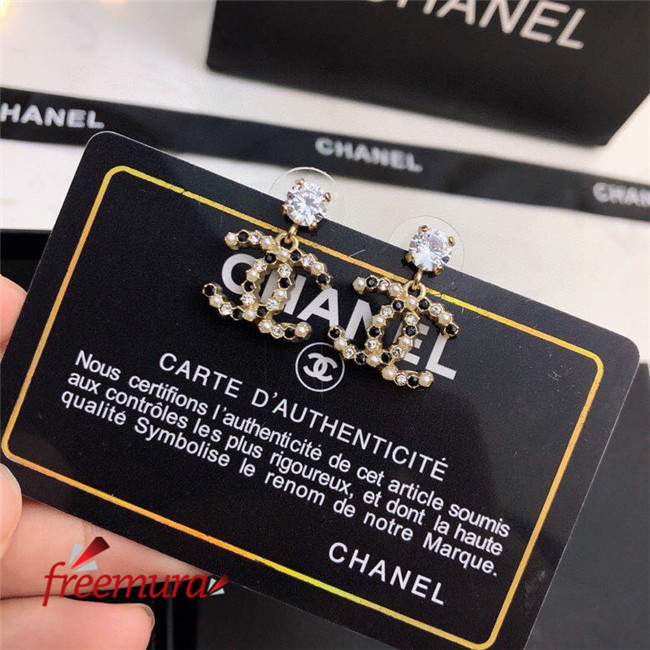 CHANEL
HANEL
CHANEL
CHANEL
CHANEL
CARTE D'AUTHENTICITÉ
Nous certifions l'authenticité de cet article soumis
aux contrôles les plus rigoureux, et dont la haute
qualité Symbolise le renom de notre Marque.
CHANEL
freemura